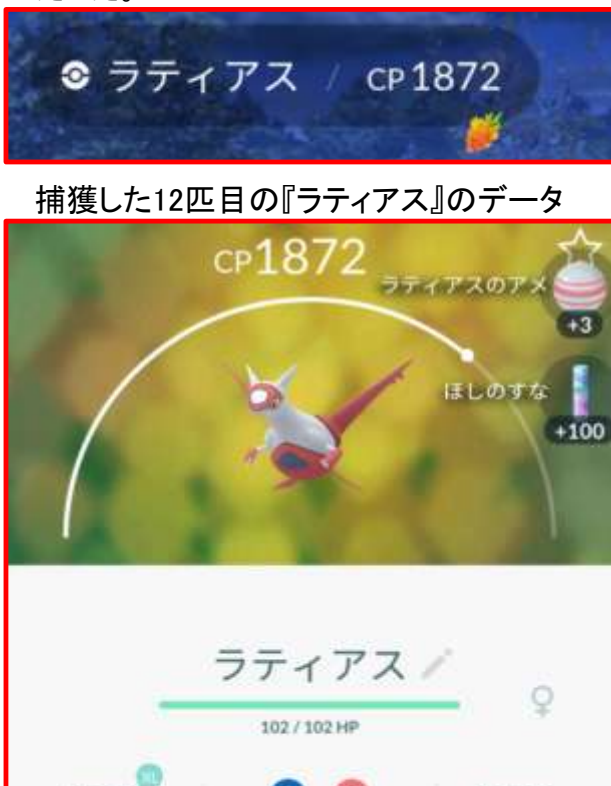 ラティアス / CP1872
捕獲した12匹目の『ラティアス』のデータ
CP1872
ラティアスのアメ
+3
ほしのすな
+100
ラティアス
♀
102 / 102 HP
XL